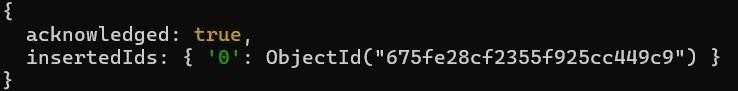 {
  acknowledged: true,
  insertedIds: { '0': ObjectId("675fe28cf2355f925cc449c9") }
}